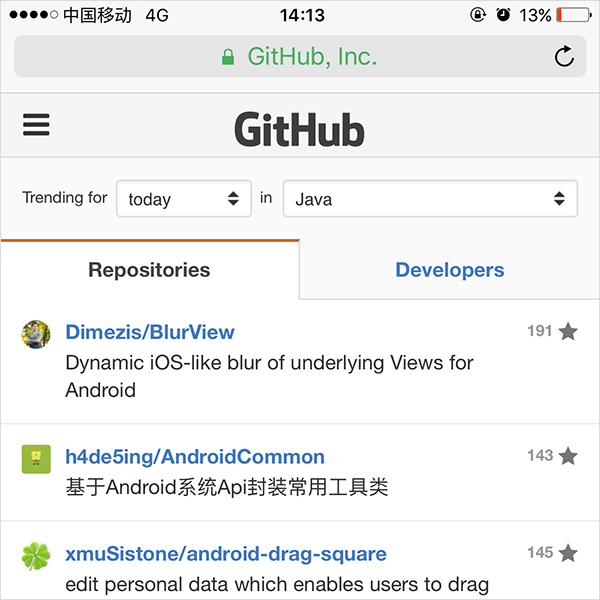 中国移动 4G 14:13 13%
GitHub, Inc.
GitHub
Trending for today in Java
Repositories Developers
Dimezis/BlurView 191
Dynamic iOS-like blur of underlying Views for
Android
h4de5ing/AndroidCommon 143
基于Android系统Api封装常用工具类
xmuSistone/android-drag-square 145
edit personal data which enables users to drag